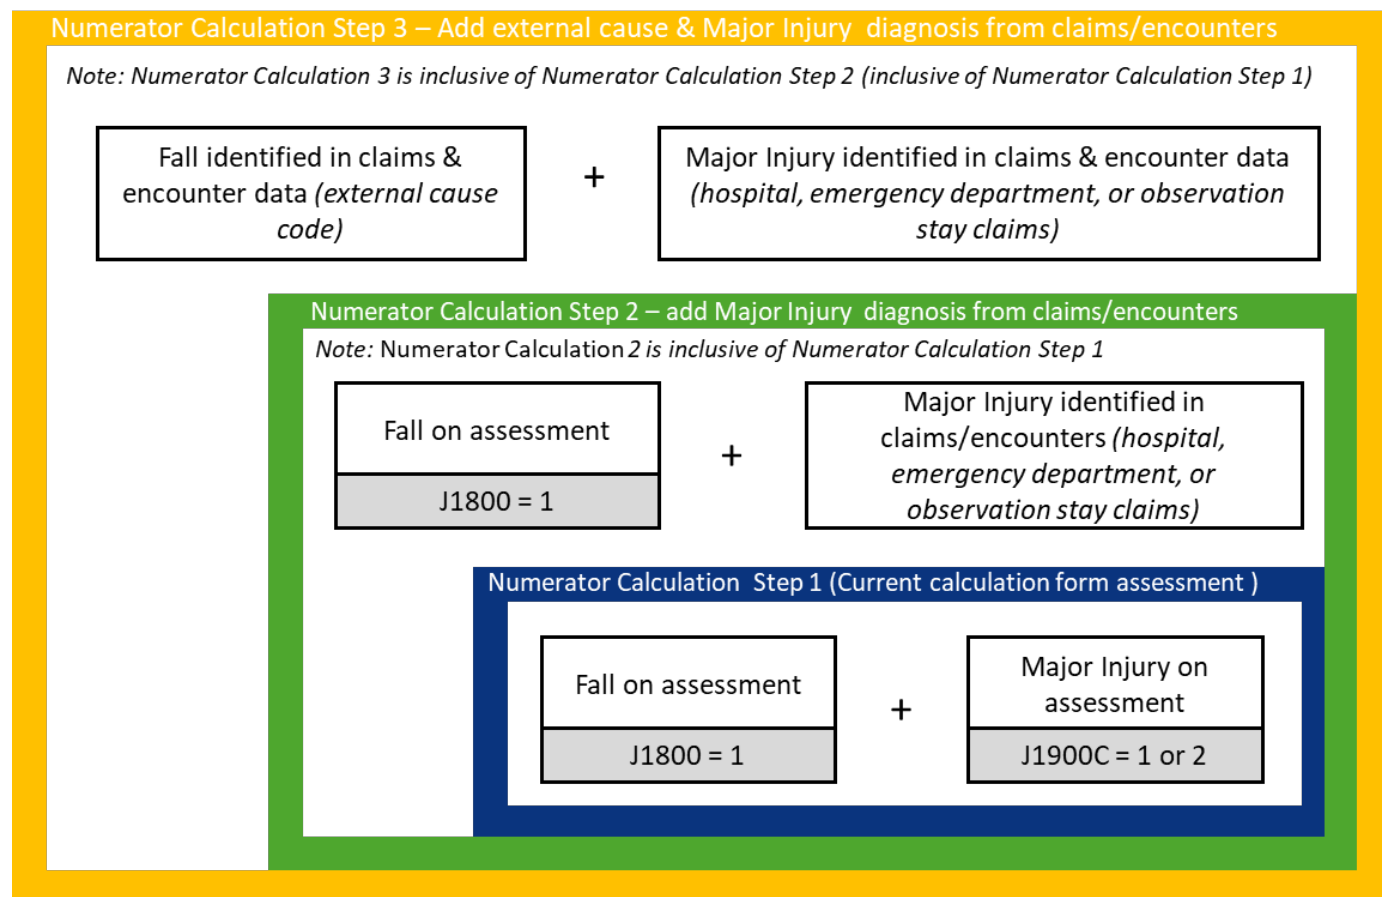 Numerator Calculation Step 3 – Add external cause & Major Injury  diagnosis from claims/encounters
Note: Numerator Calculation 3 is inclusive of Numerator Calculation Step 2 (inclusive of Numerator Calculation Step 1)
Fall identified in claims &
encounter data (external cause
code)
+
Major Injury identified in claims & encounter data
(hospital, emergency department, or observation
stay claims)
Numerator Calculation Step 2 – add Major Injury  diagnosis from claims/encounters
Note: Numerator Calculation 2 is inclusive of Numerator Calculation Step 1
Fall on assessment
J1800 = 1
+
Major Injury identified in
claims/encounters (hospital,
emergency department, or
observation stay claims)
Numerator Calculation  Step 1 (Current calculation form assessment )
Fall on assessment
J1800 = 1
+
Major Injury on
assessment
J1900C = 1 or 2